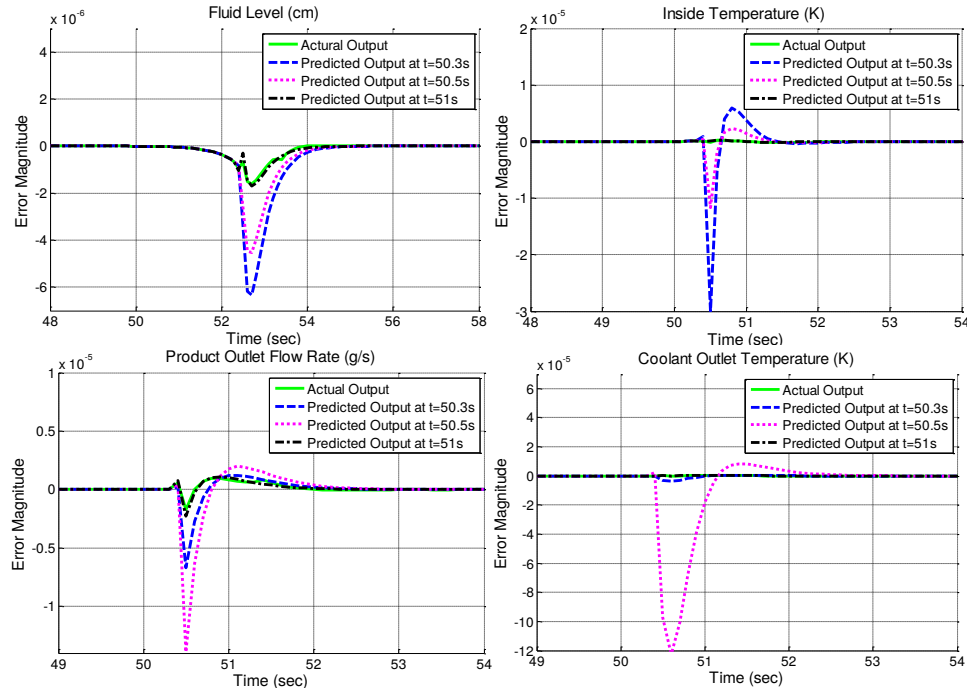 Fluid Level (cm)
x 10^-6
Error Magnitude
4
2
0
-2
-4
-6
48 50 52 54 56 58
Time (sec)
Actural Output
Predicted Output at t=50.3s
Predicted Output at t=50.5s
Predicted Output at t=51s
Inside Temperature (K)
x 10^-5
Error Magnitude
2
1
0
-1
-2
-3
48 49 50 51 52 53 54
Time (sec)
Actual Output
Predicted Output at t=50.3s
Predicted Output at t=50.5s
Predicted Output at t=51s
Product Outlet Flow Rate (g/s)
x 10^-5
Error Magnitude
1
0.5
0
-0.5
-1
49 50 51 52 53 54
Time (sec)
Actual Output
Predicted Output at t=50.3s
Predicted Output at t=50.5s
Predicted Output at t=51s
Coolant Outlet Temperature (K)
x 10^-5
Error Magnitude
6
4
2
0
-2
-4
-6
-8
-10
-12
49 50 51 52 53 54
Time (sec)
Actual Output
Predicted Output at t=50.3s
Predicted Output at t=50.5s
Predicted Output at t=51s